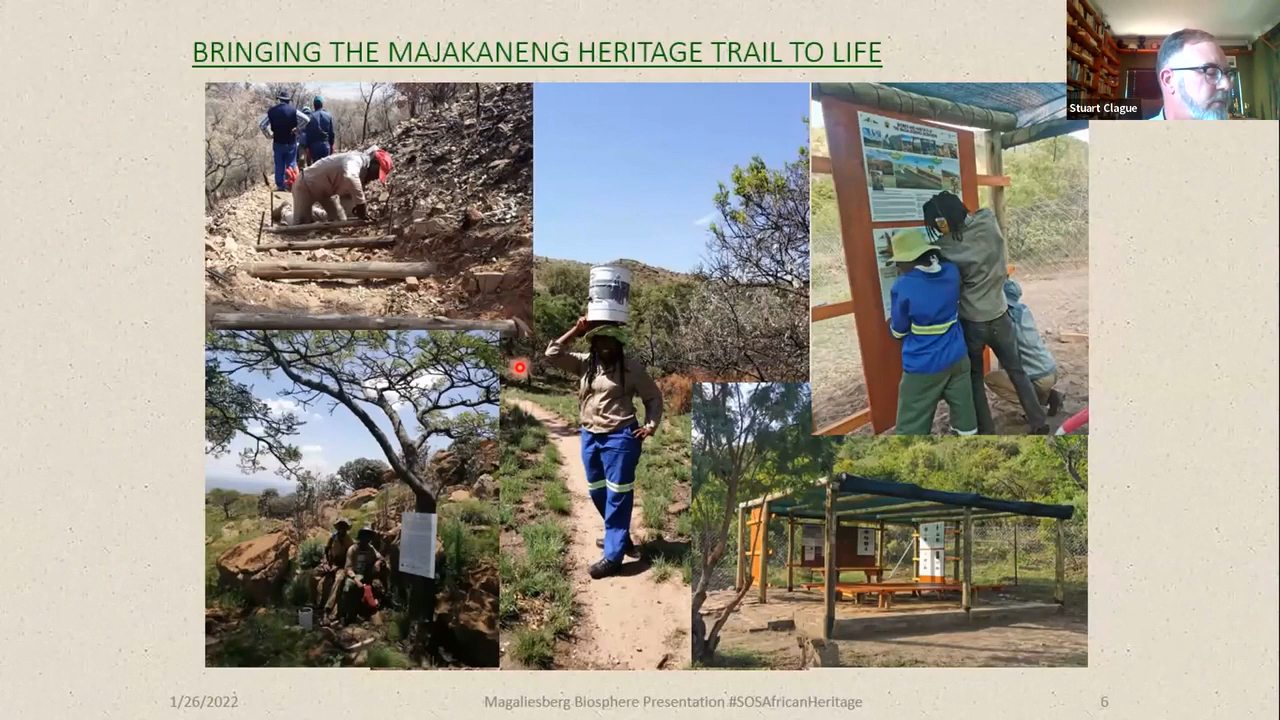 BRINGING THE MAJAKANENG HERITAGE TRAIL TO LIFE
Stuart Clague
1/26/2022
Magaliesberg Biosphere Presentation #SOSAfricanHeritage
6